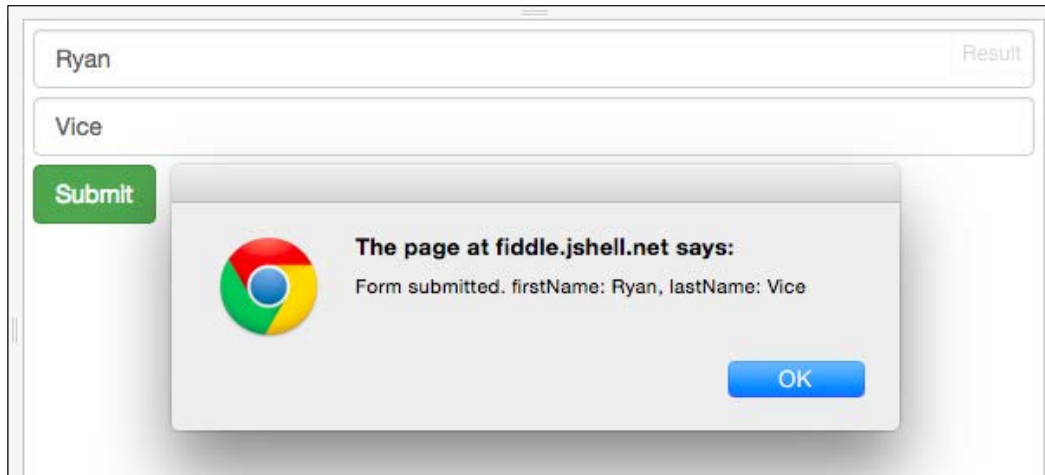 Ryan
Result
Vice
Submit
The page at fiddle.jshell.net says:
Form submitted. firstName: Ryan, lastName: Vice
OK